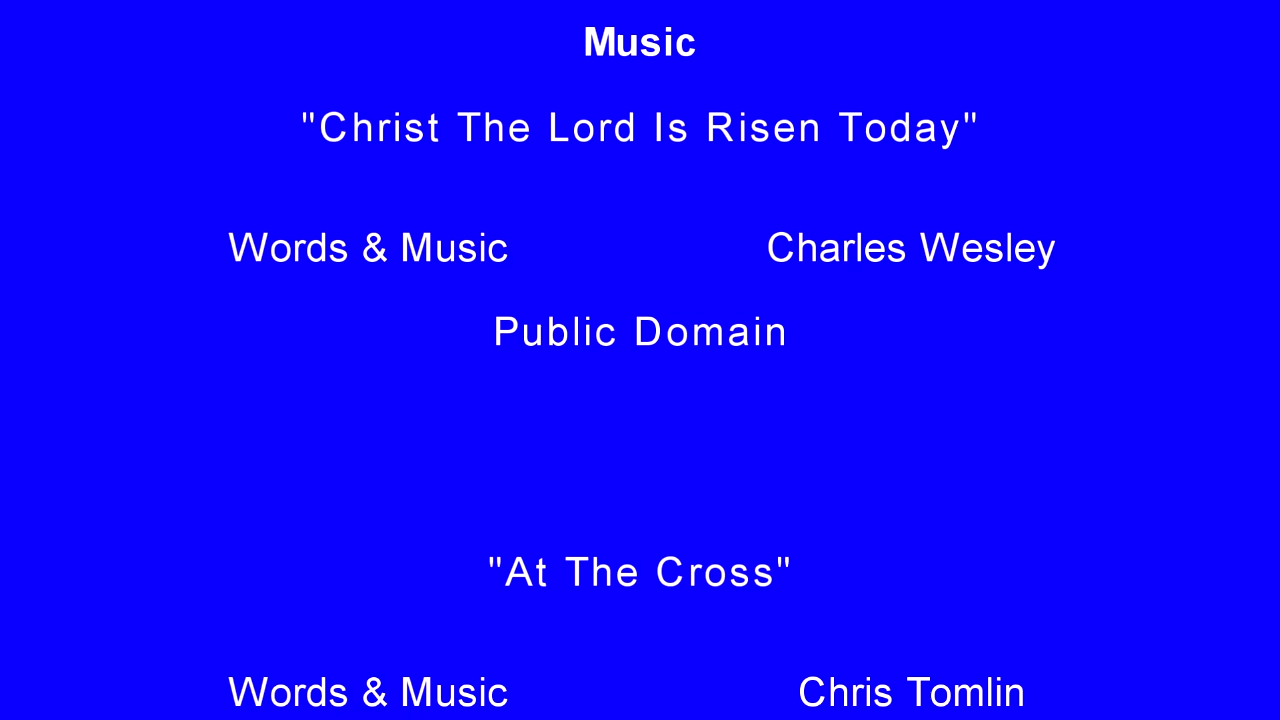 Music
"Christ The Lord Is Risen Today"
Words & Music Charles Wesley
Public Domain
"At The Cross"
Words & Music Chris Tomlin